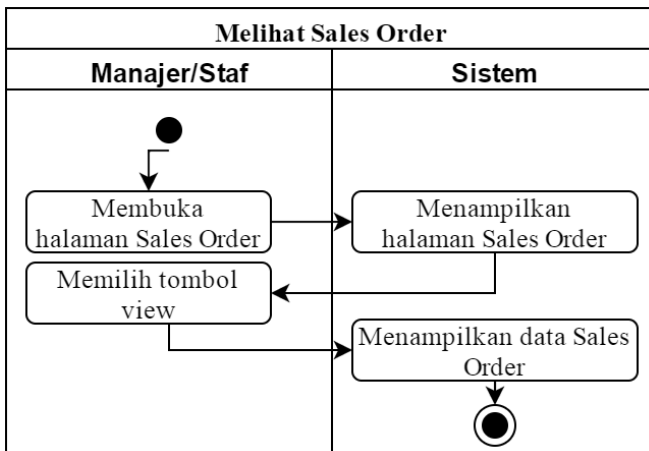 Melihat Sales Order
Manajer/Staf
Sistem
Membuka
halaman Sales Order
Menampilkan
halaman Sales Order
Memilih tombol
view
Menampilkan data Sales
Order